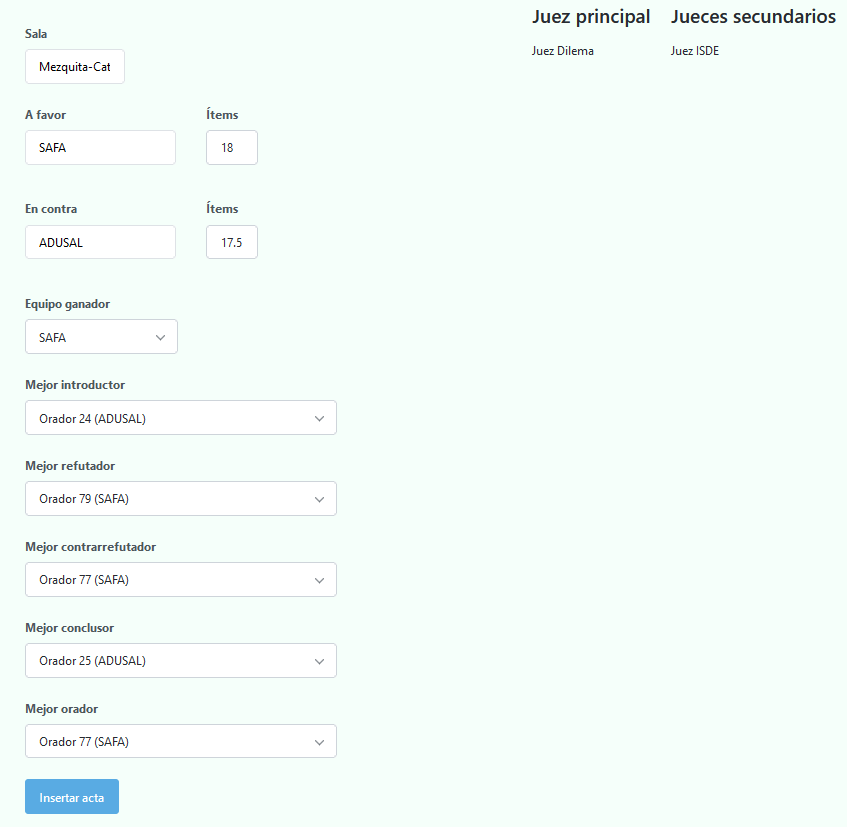 Juez principal
Jueces secundarios
Juez Dilema
Juez ISDE
Sala
Mezquita-Cat
A favor
Ítems
SAFA
18
En contra
Ítems
ADUSAL
17.5
Equipo ganador
SAFA
Mejor introductor
Orador 24 (ADUSAL)
Mejor refutador
Orador 79 (SAFA)
Mejor contrarrefutador
Orador 77 (SAFA)
Mejor conclusor
Orador 25 (ADUSAL)
Mejor orador
Orador 77 (SAFA)
Insertar acta